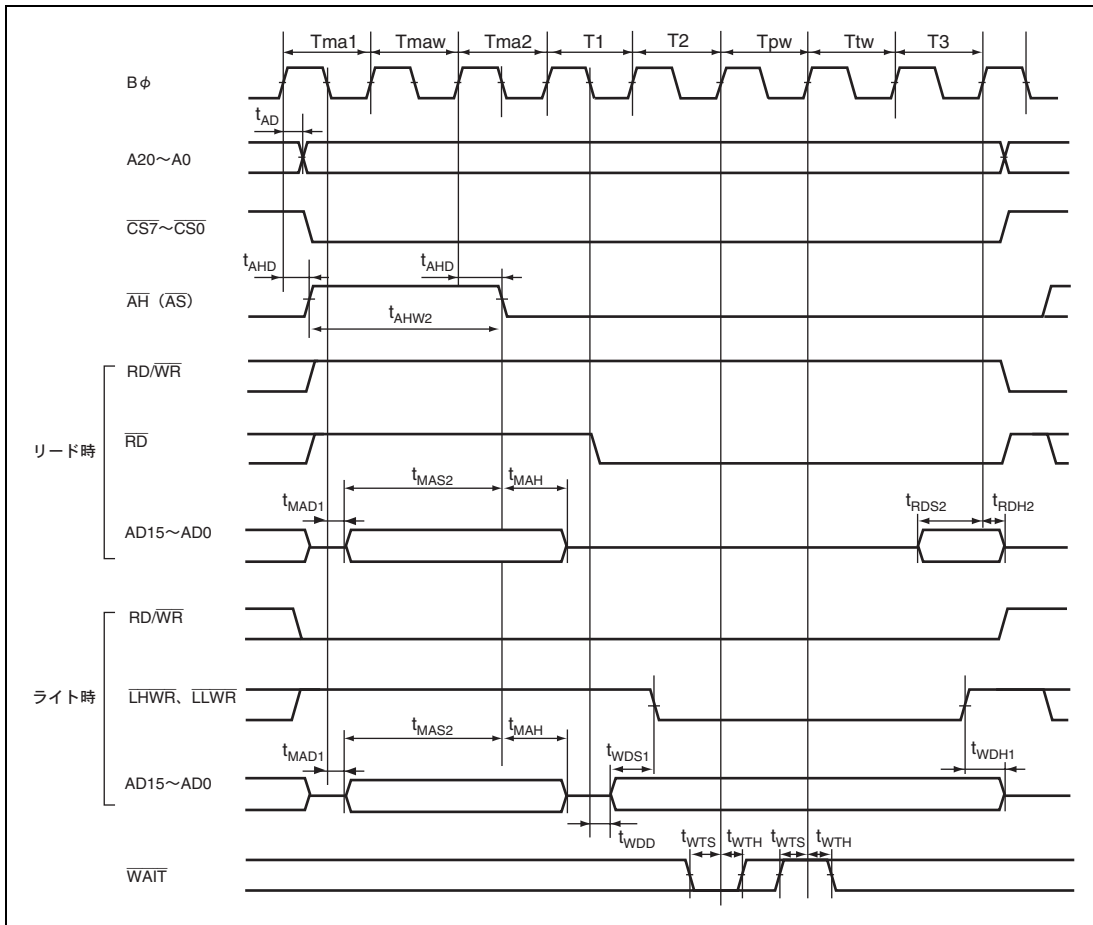 Tma1 Tmaw Tma2 T1 T2 Tpw Ttw T3
Bφ
tAD
A20～A0
CS7～CS0
tAHD tAHD
AH（AS）
tAHW2
RD/WR
リード時
RD
tMAS2 tMAH
tMAD1 tRDS2 tRDH2
AD15～AD0
RD/WR
ライト時
LHWR、LLWR
tMAS2 tMAH
tMAD1 tWDS1 tWDH1
AD15～AD0
tWDD tWTS tWTH tWTS tWTH
WAIT